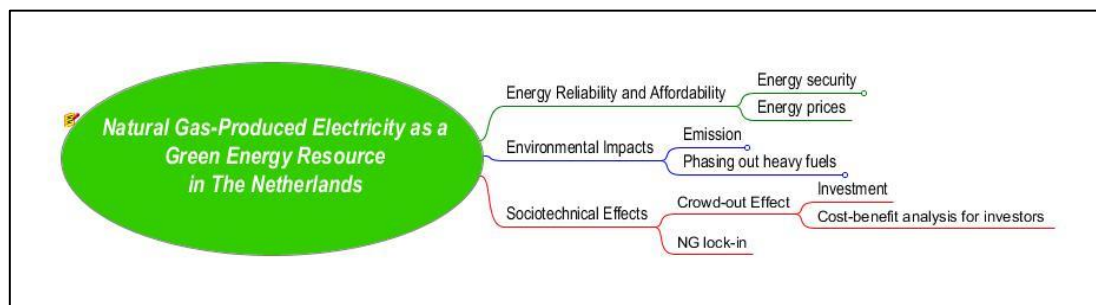 Natural Gas-Produced Electricity as a
Green Energy Resource
in The Netherlands
Energy Reliability and Affordability
Energy security
Energy prices
Environmental Impacts
Emission
Phasing out heavy fuels
Sociotechnical Effects
Crowd-out Effect
Investment
Cost-benefit analysis for investors
NG lock-in